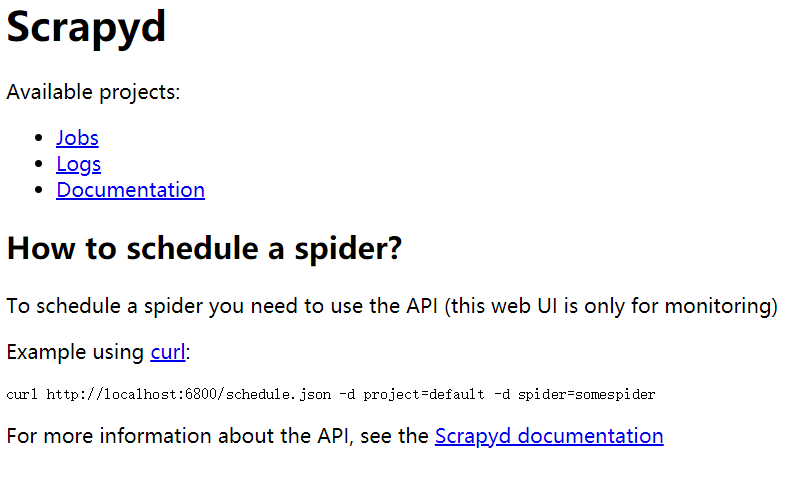 Scrapyd
Available projects:
Jobs
Logs
Documentation
How to schedule a spider?
To schedule a spider you need to use the API (this web UI is only for monitoring)
Example using curl:
curl http://localhost:6800/schedule.json -d project=default -d spider=somespider
For more information about the API, see the Scrapyd documentation